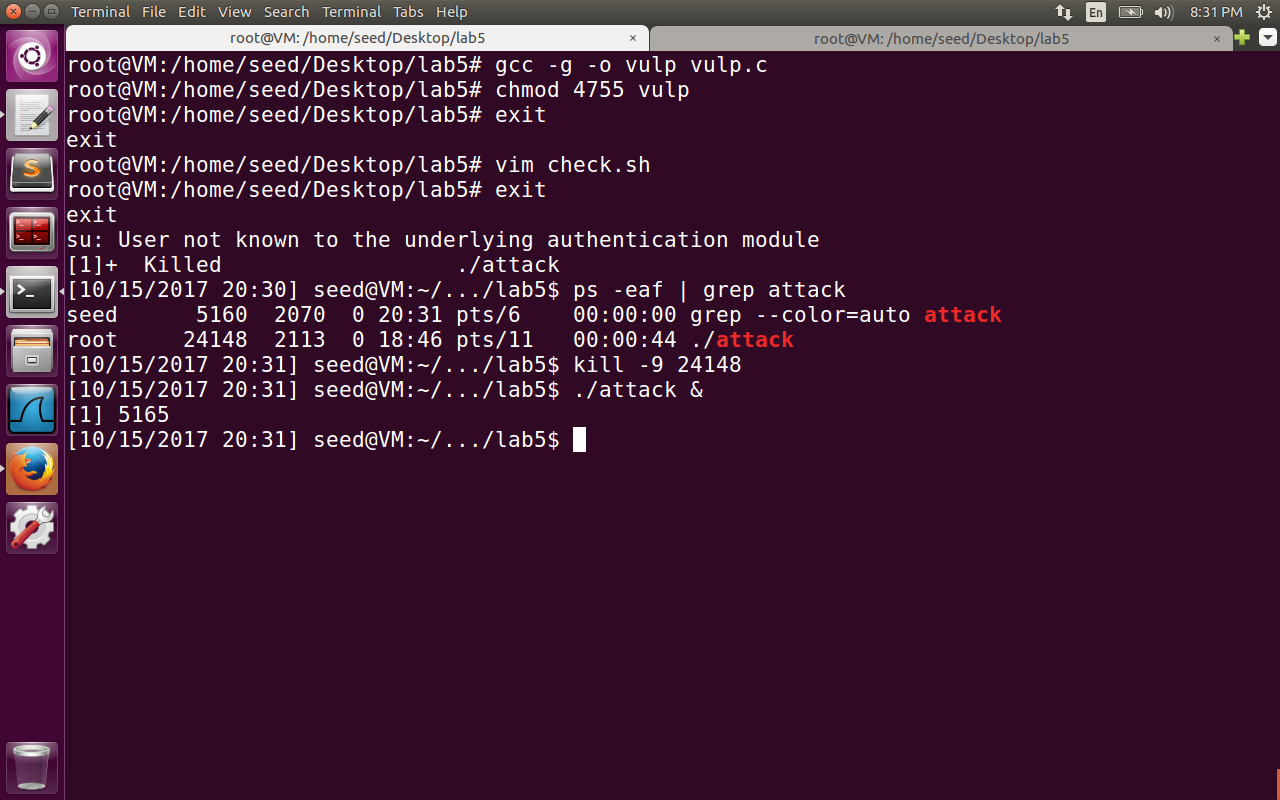 Terminal File Edit View Search Terminal Tabs Help En 8:31 PM
root@VM: /home/seed/Desktop/lab5 × root@VM: /home/seed/Desktop/lab5 ×
root@VM:/home/seed/Desktop/lab5# gcc -g -o vulp vulp.c
root@VM:/home/seed/Desktop/lab5# chmod 4755 vulp
root@VM:/home/seed/Desktop/lab5# exit
exit
root@VM:/home/seed/Desktop/lab5# vim check.sh
root@VM:/home/seed/Desktop/lab5# exit
exit
su: User not known to the underlying authentication module
[1]+  Killed                  ./attack
[10/15/2017 20:30] seed@VM:~/.../lab5$ ps -eaf | grep attack
seed      5160  2070  0 20:31 pts/6    00:00:00 grep --color=auto attack
root     24148  2113  0 18:46 pts/11   00:00:44 ./attack
[10/15/2017 20:31] seed@VM:~/.../lab5$ kill -9 24148
[10/15/2017 20:31] seed@VM:~/.../lab5$ ./attack &
[1] 5165
[10/15/2017 20:31] seed@VM:~/.../lab5$